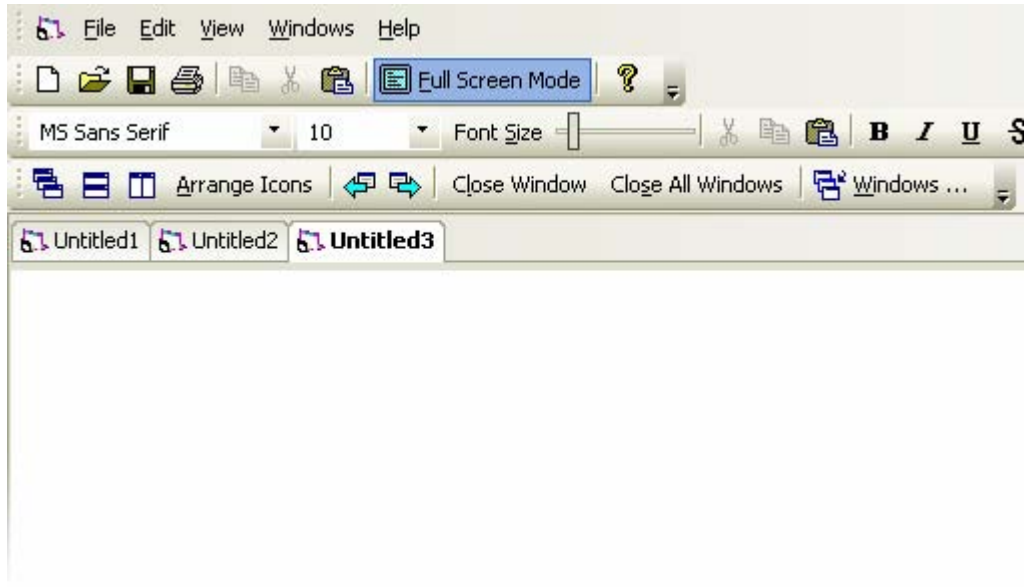 File Edit View Windows Help
Full Screen Mode ?
MS Sans Serif 10 Font Size B I U S
Arrange Icons Close Window Close All Windows Windows ...
Untitled1 Untitled2 Untitled3